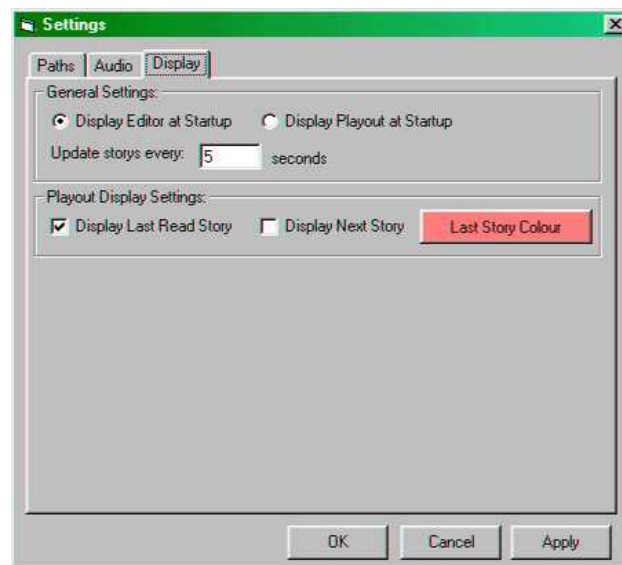 Settings
Paths Audio Display
General Settings:
Display Editor at Startup Display Playout at Startup
Update storys every: 5 seconds
Playout Display Settings:
Display Last Read Story Display Next Story Last Story Colour
OK Cancel Apply